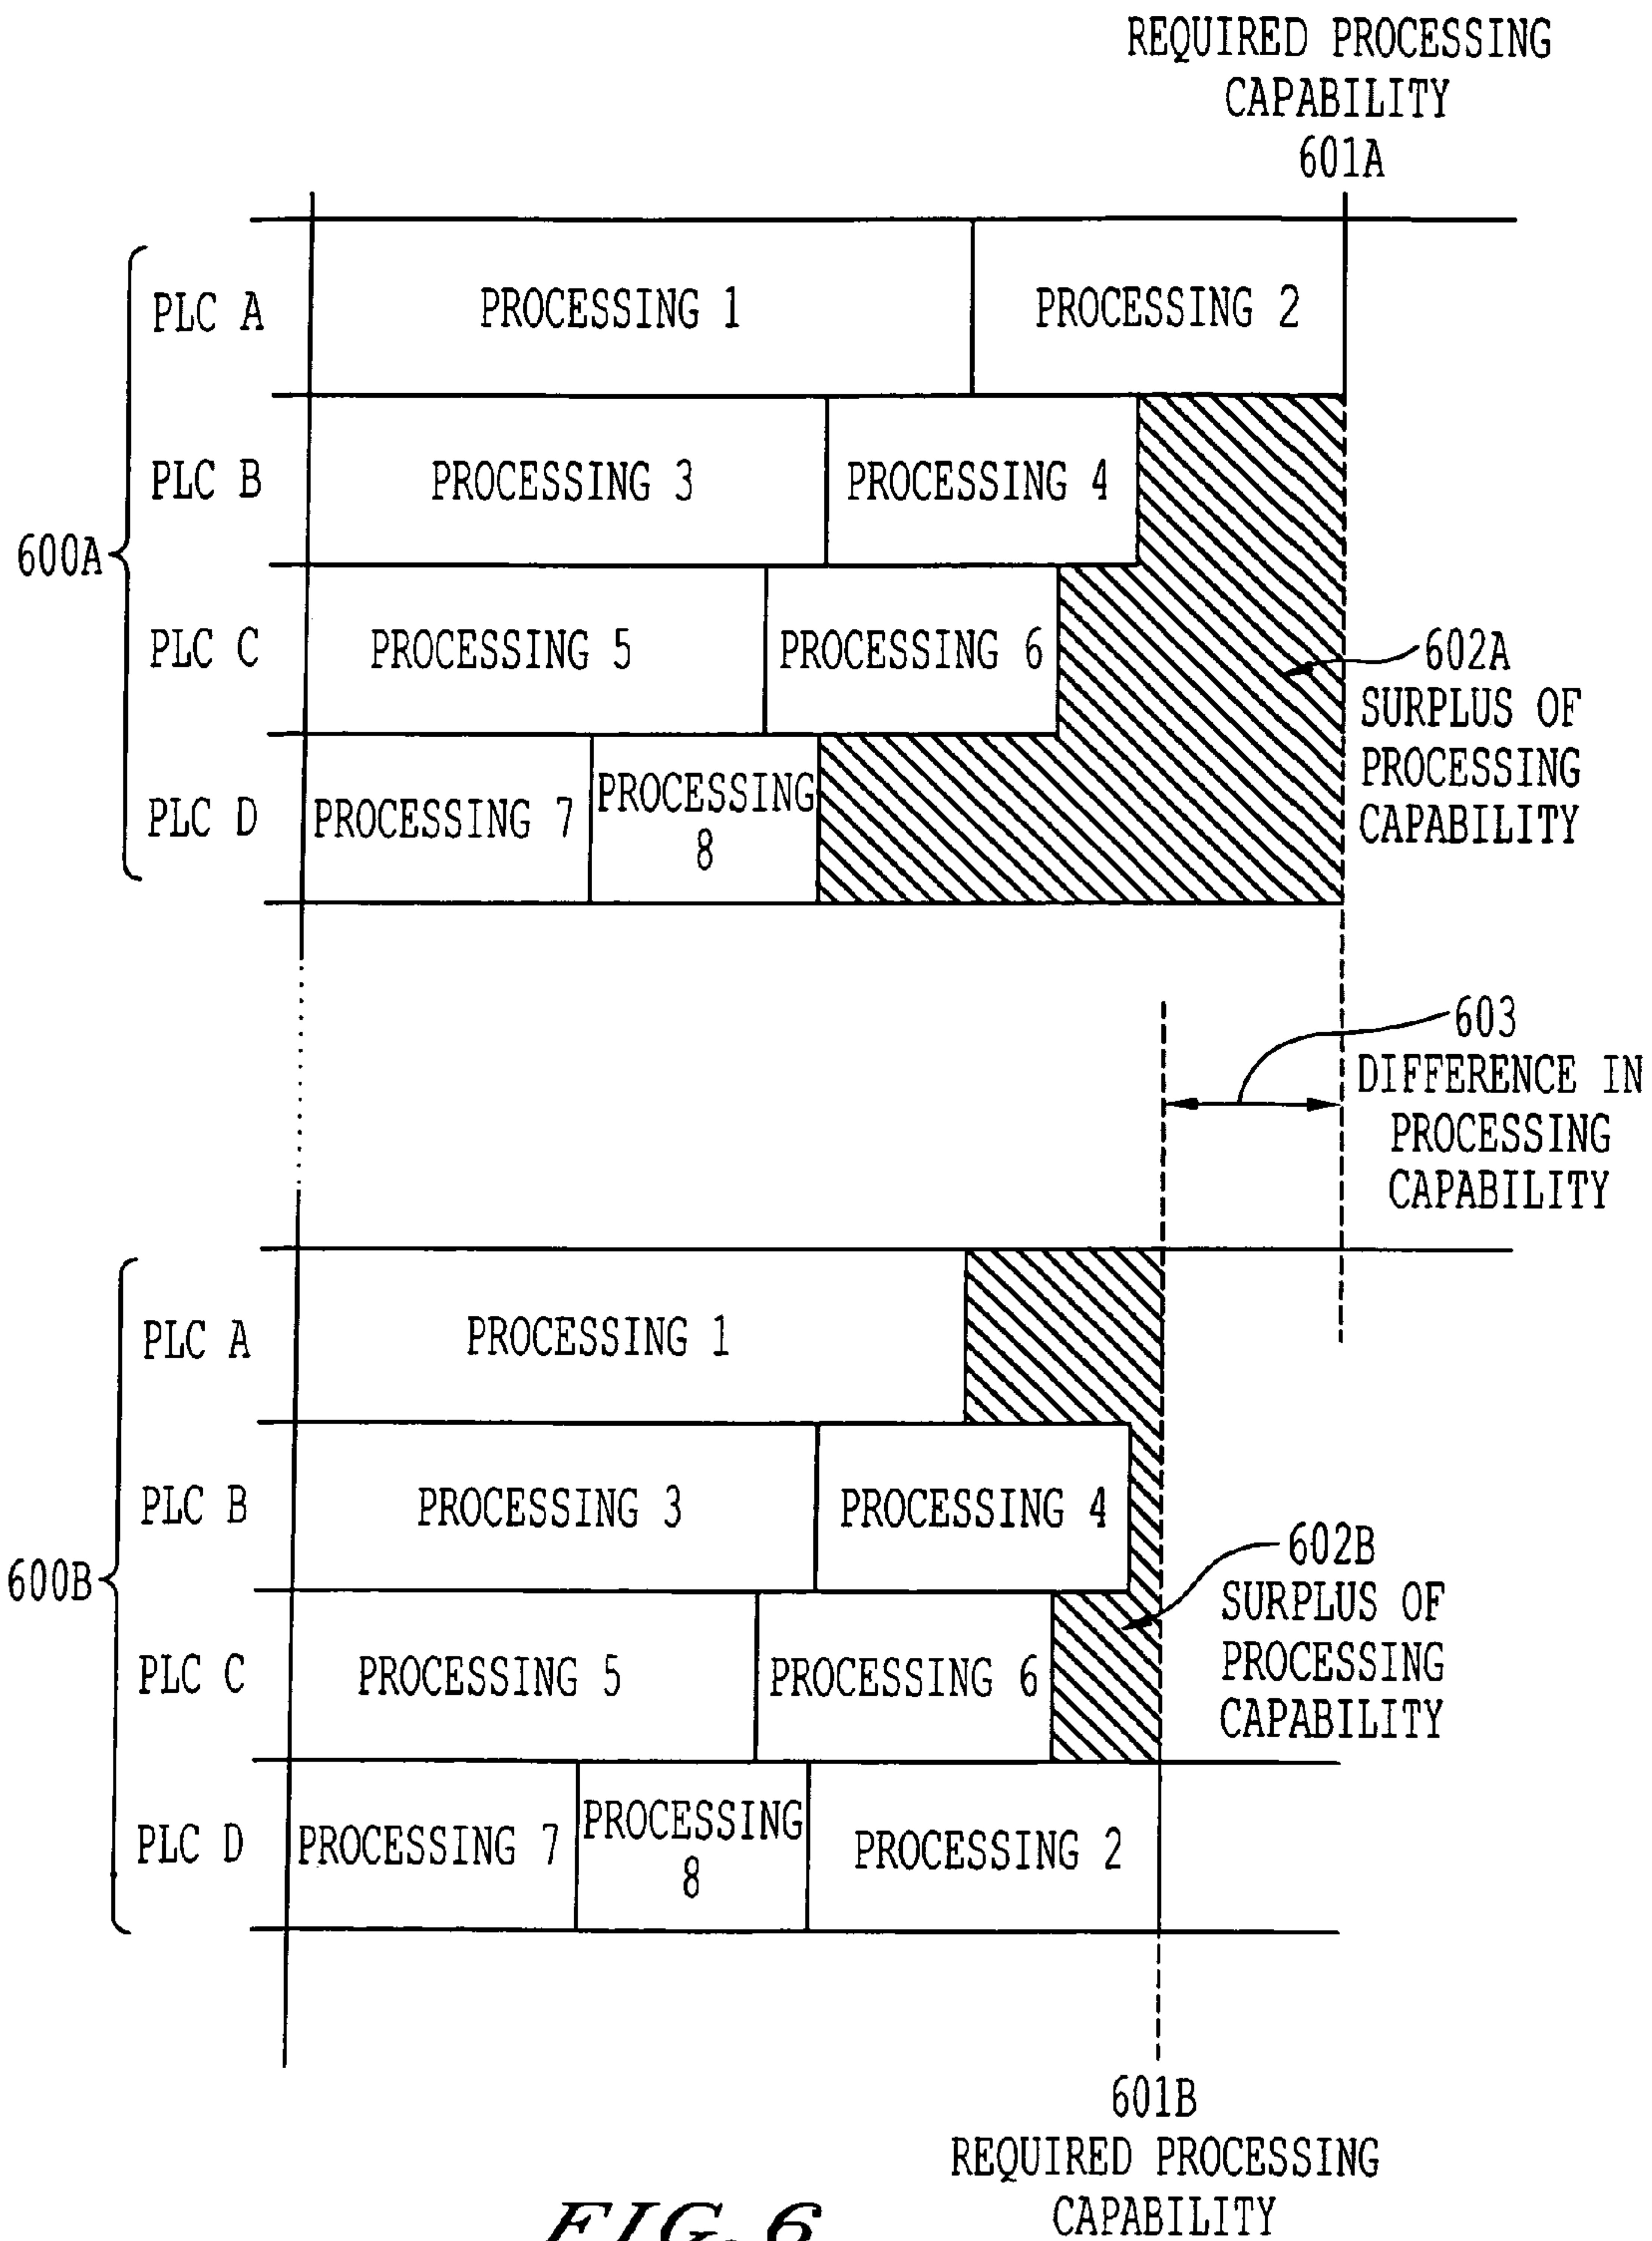 REQUIRED PROCESSING
CAPABILITY
601A
PLC A
PROCESSING 1
PROCESSING 2
PLC B
PROCESSING 3
PROCESSING 4
600A
PLC C
PROCESSING 5
PROCESSING 6
602A
SURPLUS OF
PROCESSING
CAPABILITY
PLC D
PROCESSING 7
PROCESSING
8
603
DIFFERENCE IN
PROCESSING
CAPABILITY
PLC A
PROCESSING 1
PLC B
PROCESSING 3
PROCESSING 4
600B
602B
SURPLUS OF
PROCESSING
CAPABILITY
PLC C
PROCESSING 5
PROCESSING 6
PLC D
PROCESSING 7
PROCESSING
8
PROCESSING 2
601B
REQUIRED PROCESSING
CAPABILITY
FIG. 6